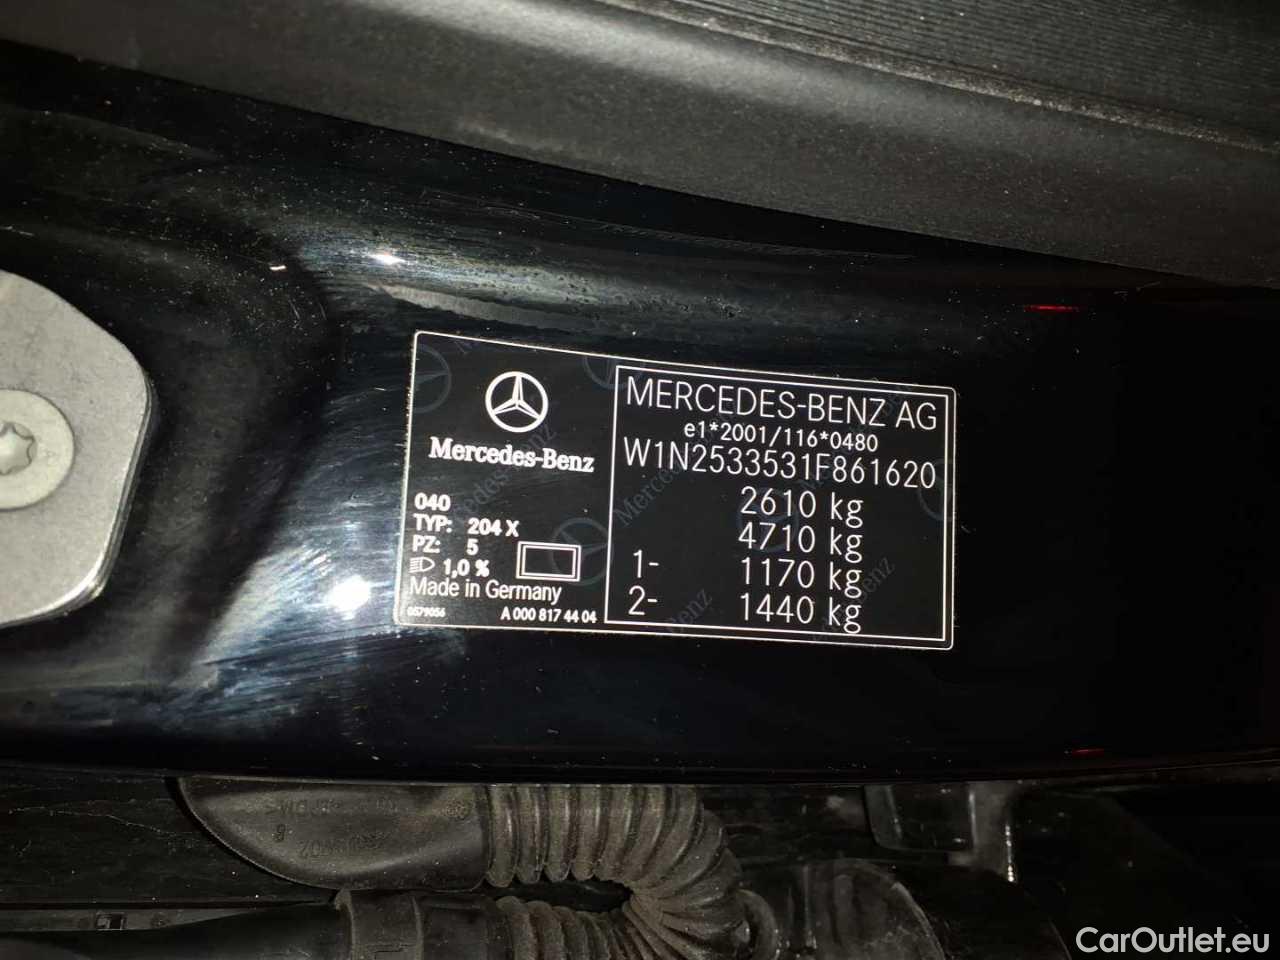 Mercedes-Benz
040
TYP: 204 X
PZ: 5
1,0 %
Made in Germany
0579056 A 000 817 44 04
MERCEDES-BENZ AG
e1*2001/116*0480
W1N2533531F861620
2610 kg
4710 kg
1- 1170 kg
2- 1440 kg
CarOutlet.eu